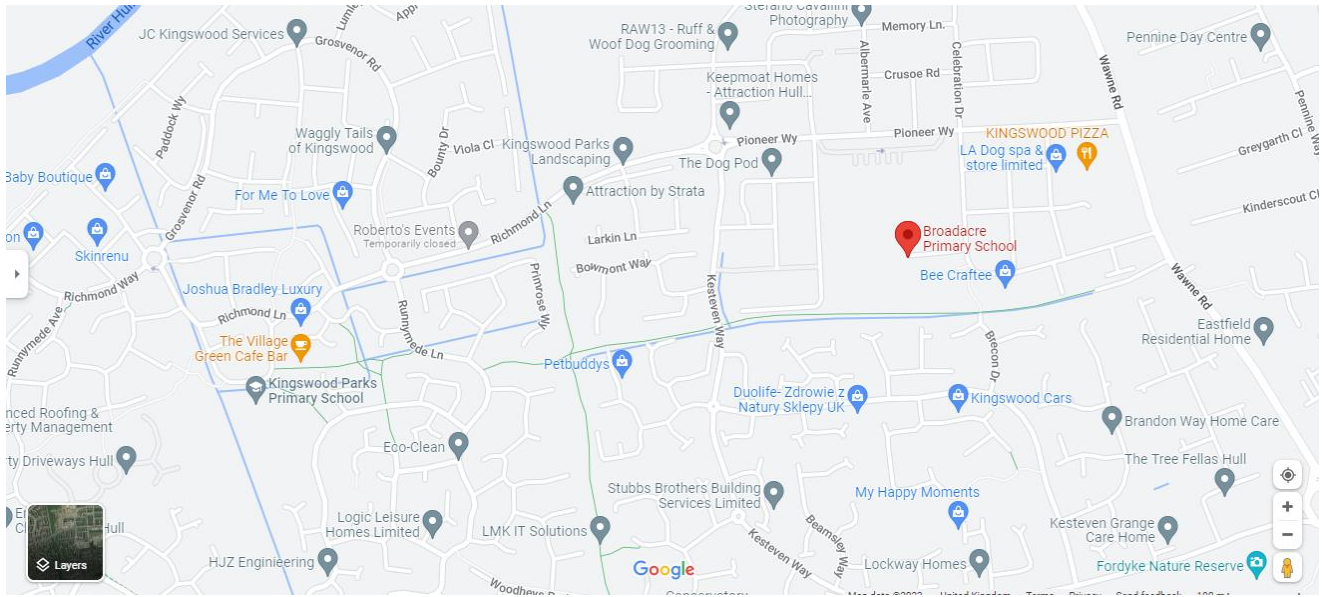 River Hull
JC Kingswood Services
Grosvenor Rd
RAW13 - Ruff &
Woof Dog Grooming
Photography
Memory Ln.
Albermarle Ave
Celebration Dr
Crusoe Rd
Pennine Day Centre
Wawne Rd
Pennine Way
Keepmoat Homes
- Attraction Hull...
Paddock Wy
Waggly Tails
of Kingswood
Bounty Dr
Viola Cl
Kingswood Parks
Landscaping
Pioneer Wy
Pioneer Wy
The Dog Pod
KINGSWOOD PIZZA
LA Dog spa &
store limited
Greygarth Cl
Baby Boutique
For Me To Love
Attraction by Strata
Kinderscout Cl
Grosvenor Rd
on
Skinrenu
Roberto's Events
Temporarily closed
Richmond Ln
Larkin Ln
Broadacre
Primary School
Bowmont Way
Bee Craftee
Wawne Rd
Richmond Way
Joshua Bradley Luxury
Richmond Ln
Runnymede Ave
Runnymede Ln
Primrose Wy
Kesteven Way
The Village
Green Cafe Bar
Eastfield
Residential Home
Petbuddys
Brecon Dr
Kingswood Parks
Primary School
Duolife- Zdrowie z
Natury Sklepy UK
Kingswood Cars
nced Roofing &
erty Management
Brandon Way Home Care
Eco-Clean
rty Driveways Hull
The Tree Fellas Hull
Stubbs Brothers Building
Services Limited
My Happy Moments
Logic Leisure
Homes Limited
LMK IT Solutions
Beamsley Way
Kesteven Grange
Care Home
Hull
Layers
HJZ Engineering
Kesteven Way
Google
Lockway Homes
Fordyke Nature Reserve